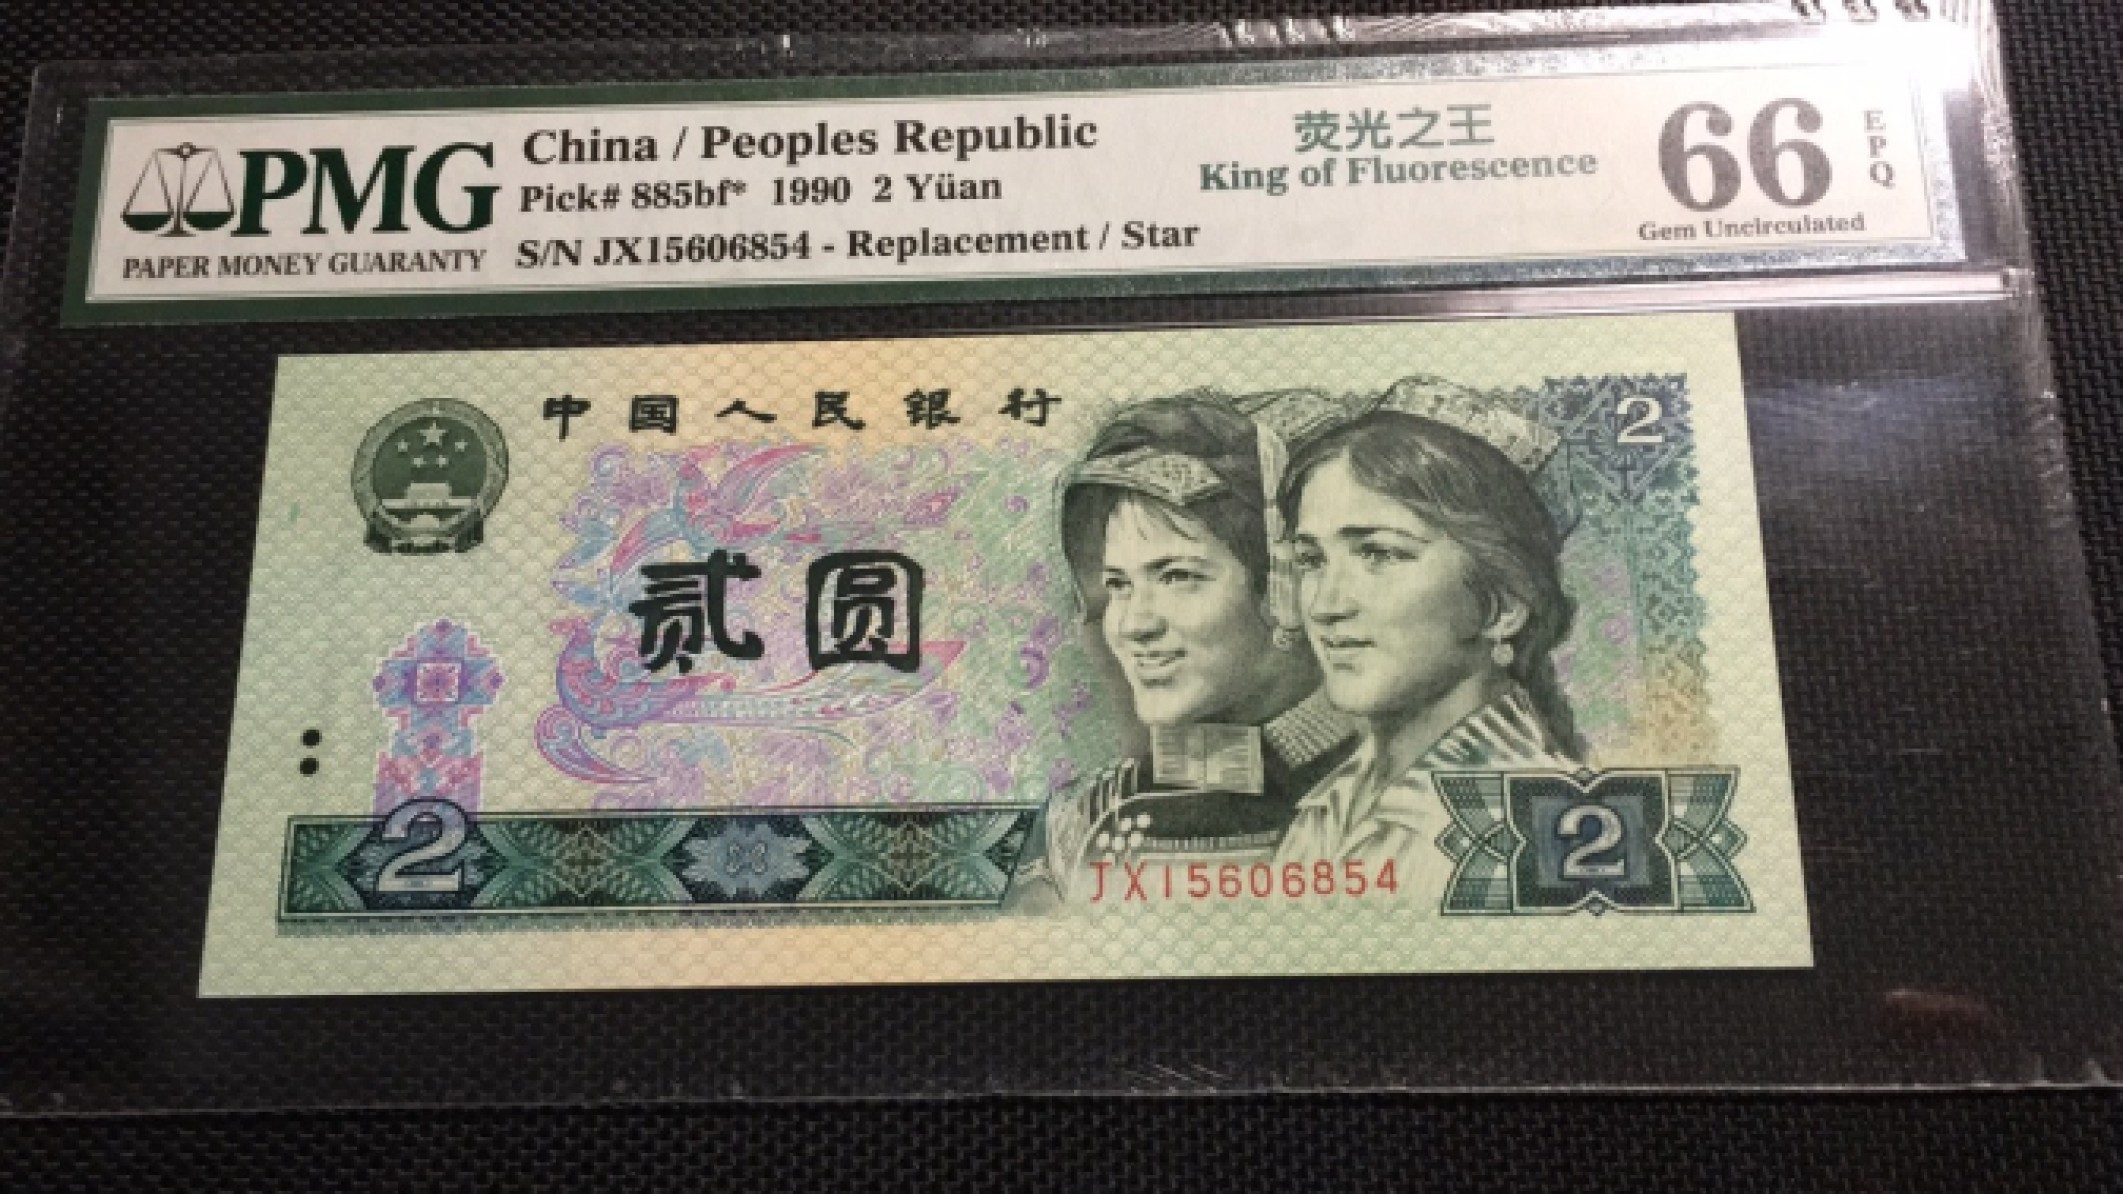 PMG
PAPER MONEY GUARANTY
China / Peoples Republic
Pick# 885bf* 1990 2 Yüan
S/N JX15606854 - Replacement / Star
荧光之王
King of Fluorescence
66
EPQ
Gem Uncirculated
中国人民银行
2
贰圆
2
JX15606854
2